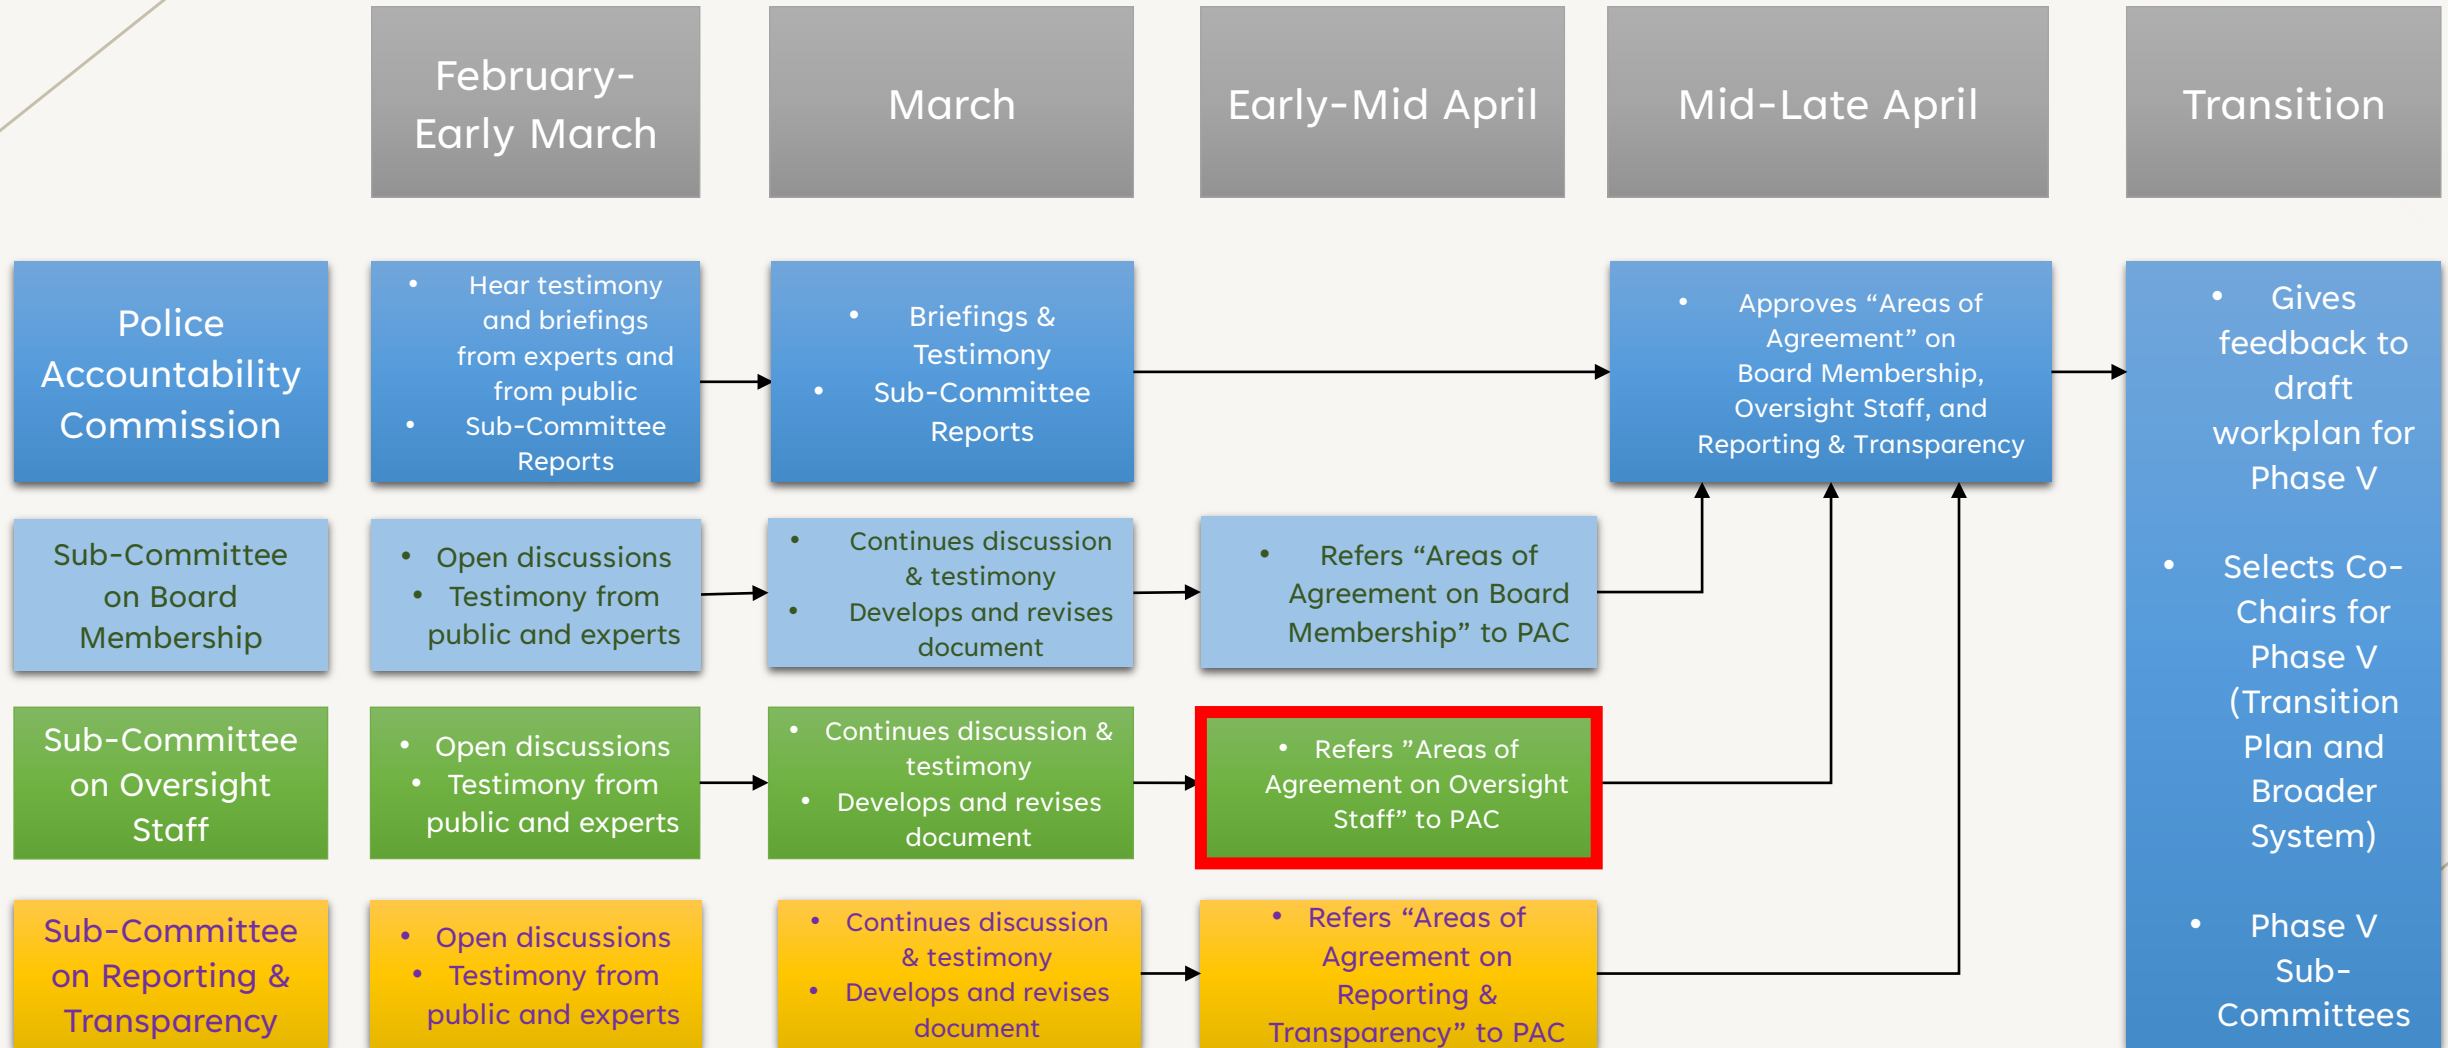 February-
Early March
March
Early-Mid April
Mid-Late April
Transition
Police
Accountability
Commission
• Hear testimony
and briefings
from experts and
from public
• Sub-Committee
Reports
• Briefings &
Testimony
• Sub-Committee
Reports
• Approves “Areas of
Agreement” on
Board Membership,
Oversight Staff, and
Reporting & Transparency
• Gives
feedback to
draft
workplan for
Phase V
• Selects Co-
Chairs for
Phase V
(Transition
Plan and
Broader
System)
• Phase V
Sub-
Committees
Sub-Committee
on Board
Membership
• Open discussions
• Testimony from
public and experts
• Continues discussion
& testimony
• Develops and revises
document
• Refers “Areas of
Agreement on Board
Membership” to PAC
Sub-Committee
on Oversight
Staff
• Open discussions
• Testimony from
public and experts
• Continues discussion &
testimony
• Develops and revises
document
• Refers ”Areas of
Agreement on Oversight
Staff” to PAC
Sub-Committee
on Reporting &
Transparency
• Open discussions
• Testimony from
public and experts
• Continues discussion
& testimony
• Develops and revises
document
• Refers “Areas of
Agreement on
Reporting &
Transparency” to PAC